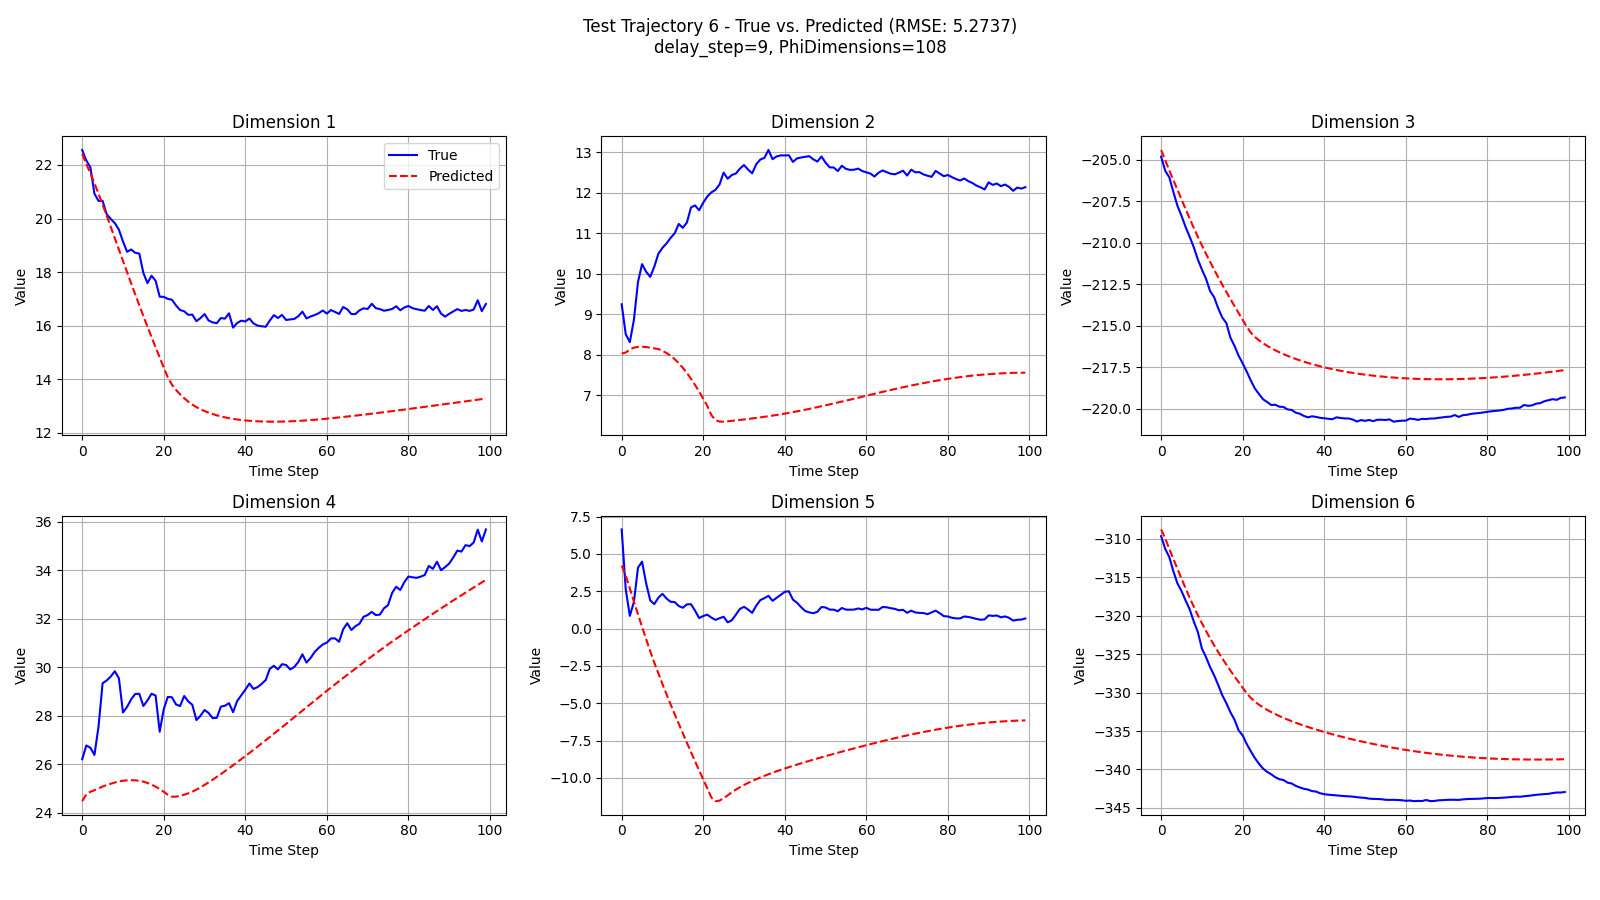 Test Trajectory 6 - True vs. Predicted (RMSE: 5.2737)
delay_step=9, PhiDimensions=108
Dimension 1
22
20
18
16
14
12
Value
0 20 40 60 80 100
Time Step
True
Predicted
Dimension 2
13
12
11
10
9
8
7
Value
0 20 40 60 80 100
Time Step
Dimension 3
−205.0
−207.5
−210.0
−212.5
−215.0
−217.5
−220.0
Value
0 20 40 60 80 100
Time Step
Dimension 4
36
34
32
30
28
26
24
Value
0 20 40 60 80 100
Time Step
Dimension 5
7.5
5.0
2.5
0.0
−2.5
−5.0
−7.5
−10.0
Value
0 20 40 60 80 100
Time Step
Dimension 6
−310
−315
−320
−325
−330
−335
−340
−345
Value
0 20 40 60 80 100
Time Step